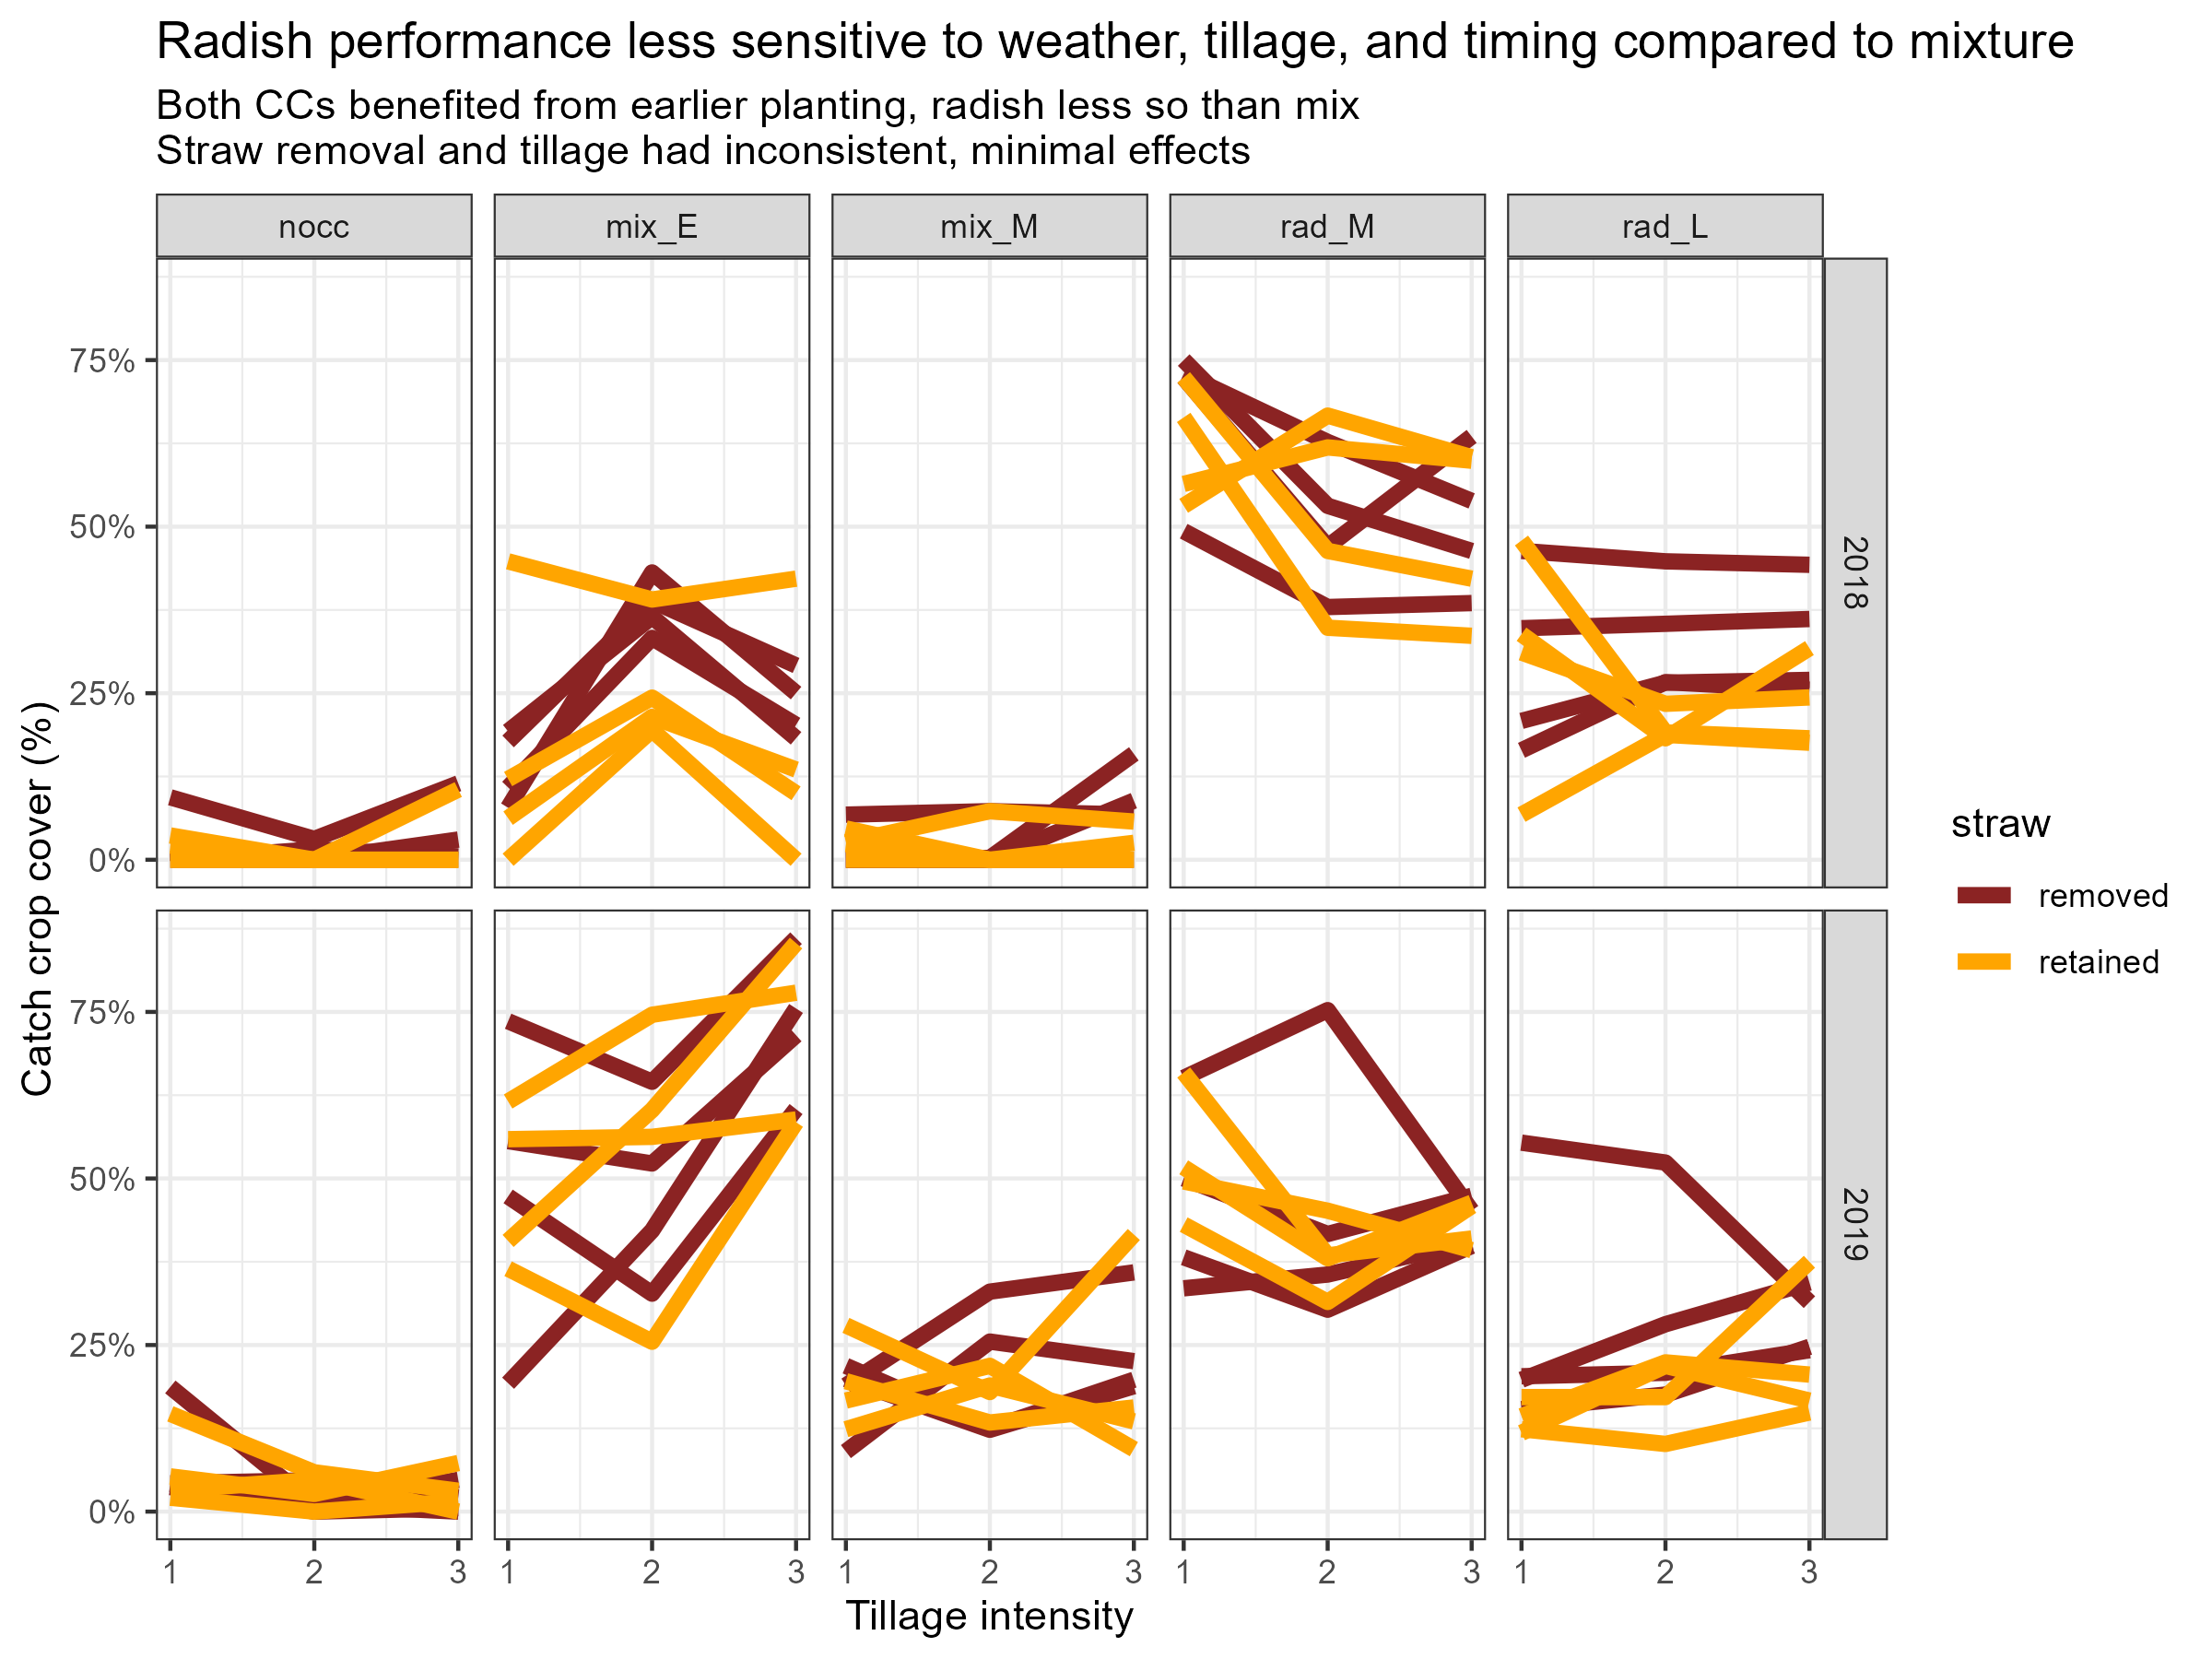 Radish performance less sensitive to weather, tillage, and timing compared to mixture
Both CCs benefited from earlier planting, radish less so than mix
Straw removal and tillage had inconsistent, minimal effects
nocc mix_E mix_M rad_M rad_L
75%
50%
25%
0%
2018
75%
50%
25%
0%
2019
1 2 3 1 2 3 1 2 3 1 2 3 1 2 3
Tillage intensity
Catch crop cover (%)
straw
removed
retained